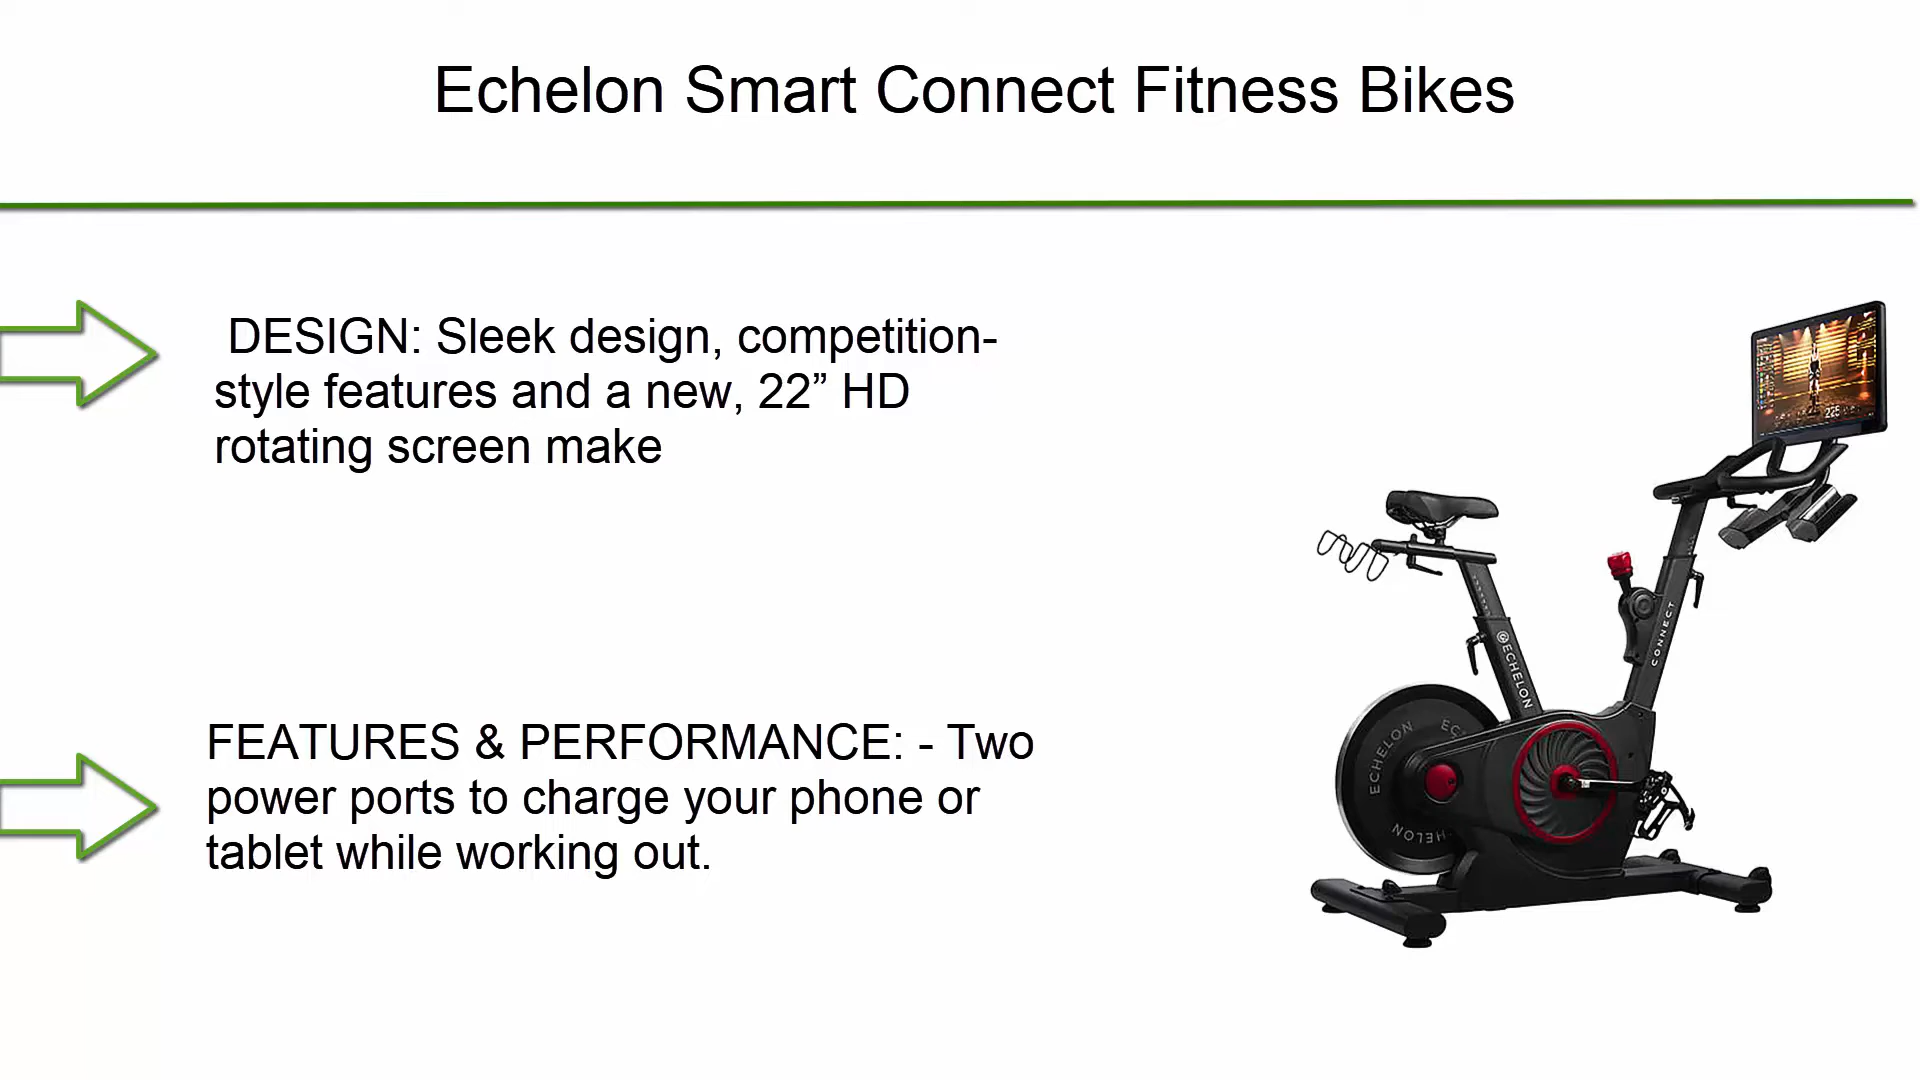 Echelon Smart Connect Fitness Bikes
DESIGN: Sleek design, competition-
style features and a new, 22” HD
rotating screen make
FEATURES & PERFORMANCE: - Two
power ports to charge your phone or
tablet while working out.
225
CONNECT
ECHELON
ECHELON